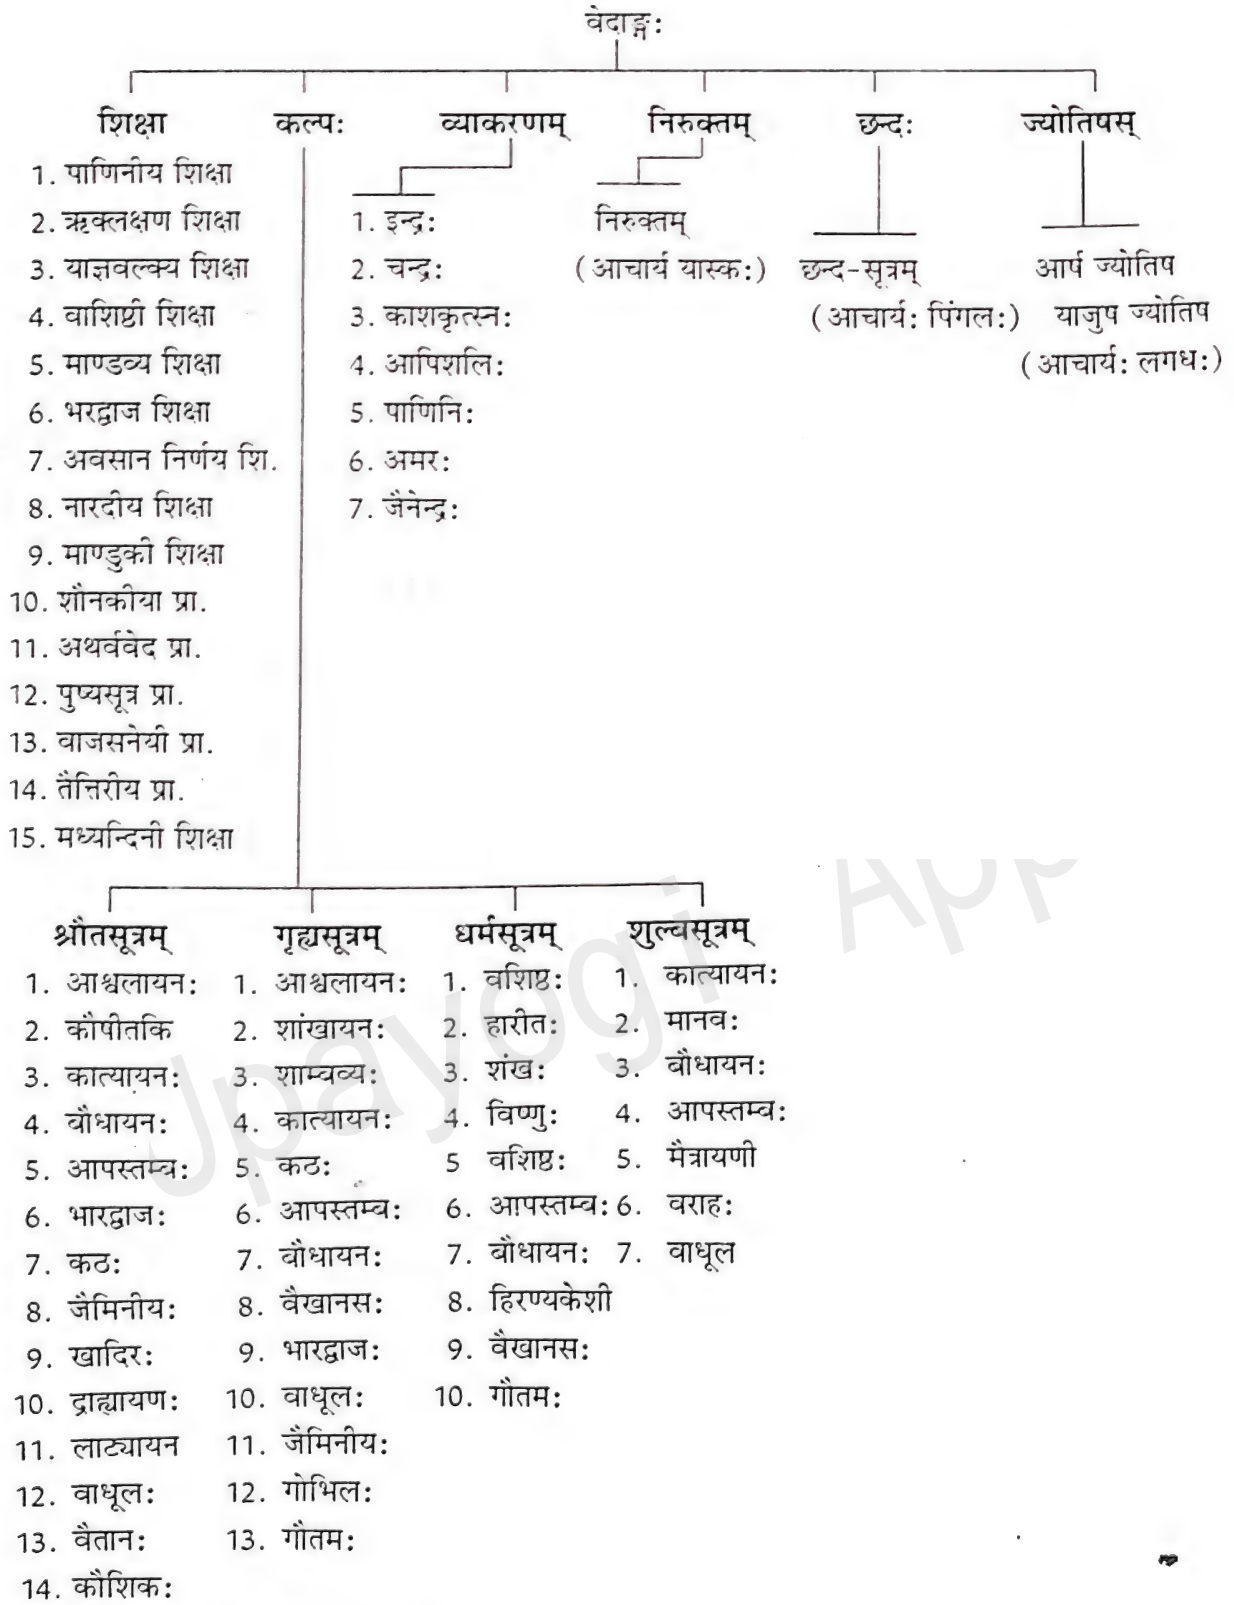 वेदाङ्गः
शिक्षा कल्पः व्याकरणम् निरुक्तम् छन्दः ज्योतिषस्
1. पाणिनीय शिक्षा
2. ऋक्लक्षण शिक्षा
3. याज्ञवल्क्य शिक्षा
4. वाशिष्ठी शिक्षा
5. माण्डव्य शिक्षा
6. भरद्वाज शिक्षा
7. अवसान निर्णय शि.
8. नारदीय शिक्षा
9. माण्डुकी शिक्षा
10. शौनकीया प्रा.
11. अथर्ववेद प्रा.
12. पुष्यसूत्र प्रा.
13. वाजसनेयी प्रा.
14. तैत्तिरीय प्रा.
15. मध्यन्दिनी शिक्षा
1. इन्द्रः
2. चन्द्रः
3. काशकृत्स्नः
4. आपिशलिः
5. पाणिनिः
6. अमरः
7. जैनेन्द्रः
निरुक्तम्
(आचार्य यास्कः)
छन्द-सूत्रम्
(आचार्यः पिंगलः)
आर्ष ज्योतिष
याजुष ज्योतिष
(आचार्यः लगधः)
श्रौतसूत्रम् गृह्यसूत्रम् धर्मसूत्रम् शुल्बसूत्रम्
1. आश्वलायनः
2. कौषीतकि
3. कात्यायनः
4. बौधायनः
5. आपस्तम्बः
6. भारद्वाजः
7. कठः
8. जैमिनीयः
9. खादिरः
10. द्राह्यायणः
11. लाट्यायन
12. वाधूलः
13. वैतानः
14. कौशिकः
1. आश्वलायनः
2. शांखायनः
3. शाम्बव्यः
4. कात्यायनः
5. कठः
6. आपस्तम्बः
7. बौधायनः
8. वैखानसः
9. भारद्वाजः
10. वाधूलः
11. जैमिनीयः
12. गोभिलः
13. गौतमः
1. वशिष्ठः
2. हारीतः
3. शंखः
4. विष्णुः
5 वशिष्ठः
6. आपस्तम्बः
7. बौधायनः
8. हिरण्यकेशी
9. वैखानसः
10. गौतमः
1. कात्यायनः
2. मानवः
3. बौधायनः
4. आपस्तम्बः
5. मैत्रायणी
6. वराहः
7. वाधूल
Jpayogi App